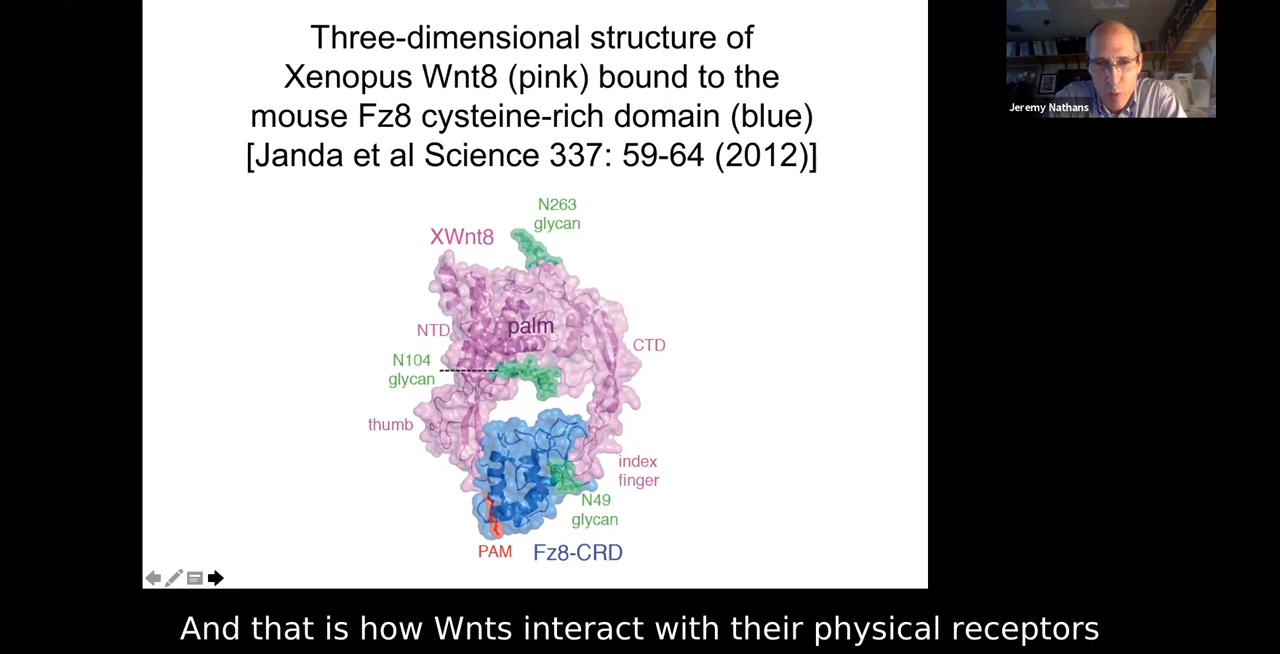 Three-dimensional structure of
Xenopus Wnt8 (pink) bound to the
mouse Fz8 cysteine-rich domain (blue)
[Janda et al Science 337: 59-64 (2012)]
Jeremy Nathans
N263
glycan
XWnt8
palm
NTD
CTD
N104
glycan
thumb
index
finger
N49
glycan
PAM
Fz8-CRD
And that is how Wnts interact with their physical receptors